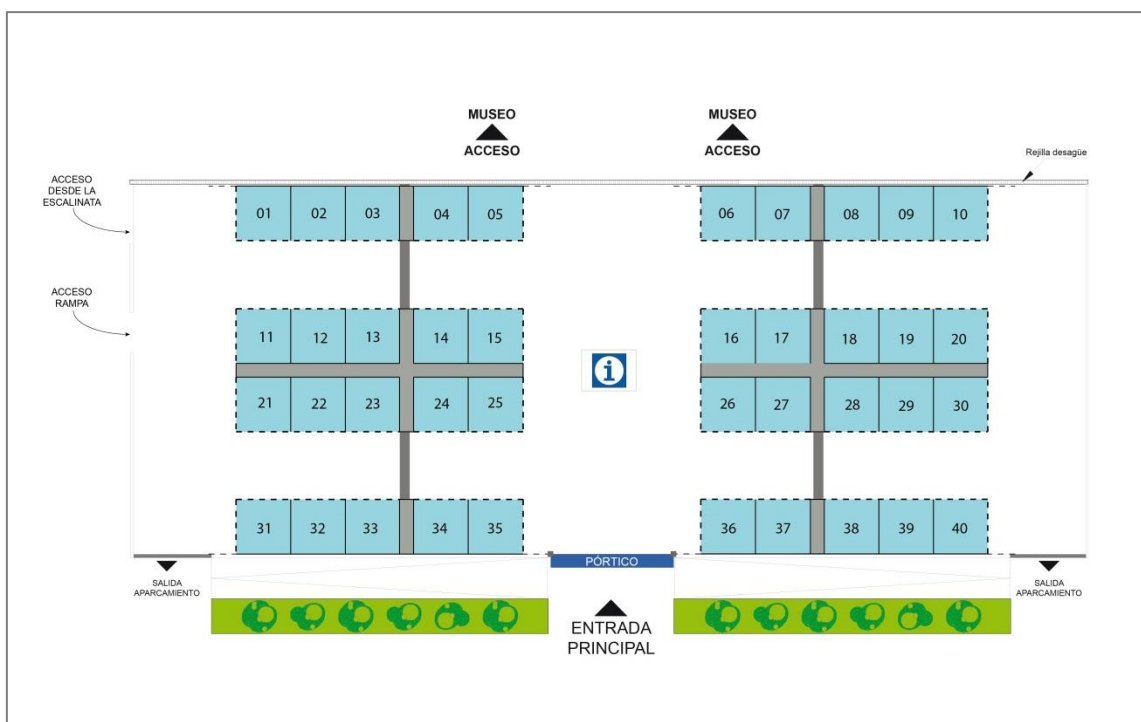 MUSEO
ACCESO
MUSEO
ACCESO
Rejilla desagüe
ACCESO
DESDE LA
ESCALINATA
01 02 03 04 05 06 07 08 09 10
ACCESO
RAMPA
11 12 13 14 15 16 17 18 19 20
i
21 22 23 24 25 26 27 28 29 30
31 32 33 34 35 36 37 38 39 40
PÓRTICO
SALIDA
APARCAMIENTO
SALIDA
APARCAMIENTO
ENTRADA
PRINCIPAL